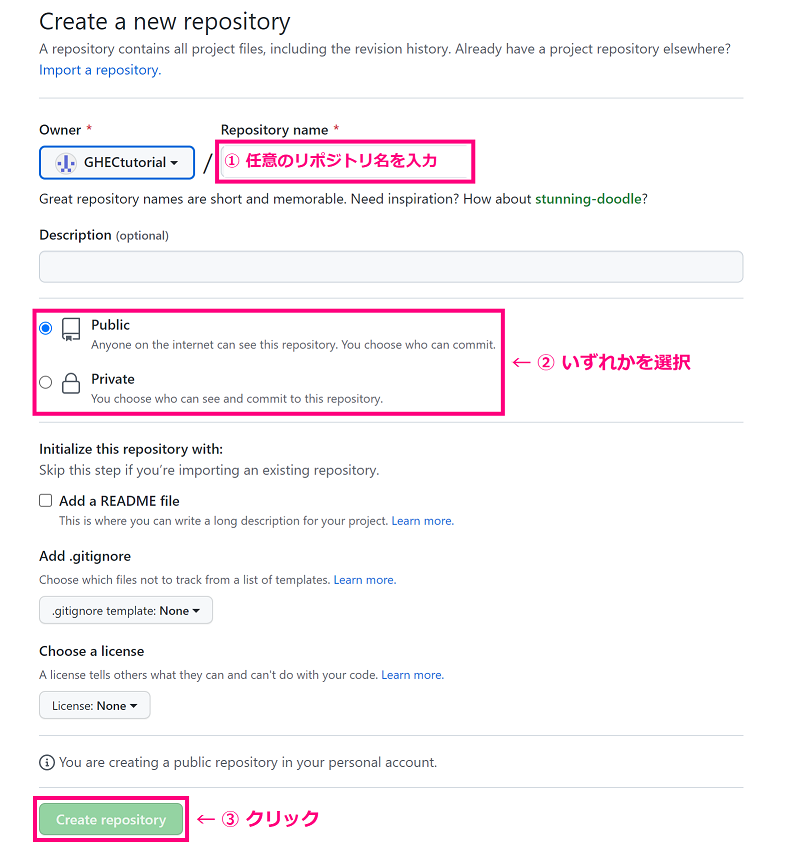 Create a new repository
A repository contains all project files, including the revision history. Already have a project repository elsewhere?
Import a repository.
Owner * Repository name *
GHECtutorial / ① 任意のリポジトリ名を入力
Great repository names are short and memorable. Need inspiration? How about stunning-doodle?
Description (optional)
Public
Anyone on the internet can see this repository. You choose who can commit.
← ② いずれかを選択
Private
You choose who can see and commit to this repository.
Initialize this repository with:
Skip this step if you're importing an existing repository.
Add a README file
This is where you can write a long description for your project. Learn more.
Add .gitignore
Choose which files not to track from a list of templates. Learn more.
.gitignore template: None
Choose a license
A license tells others what they can and can't do with your code. Learn more.
License: None
You are creating a public repository in your personal account.
Create repository ← ③ クリック